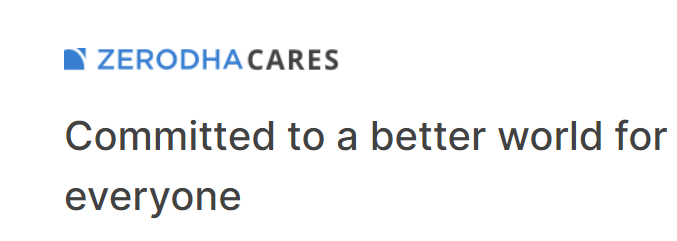 ZERODHA CARES
Committed to a better world for
everyone